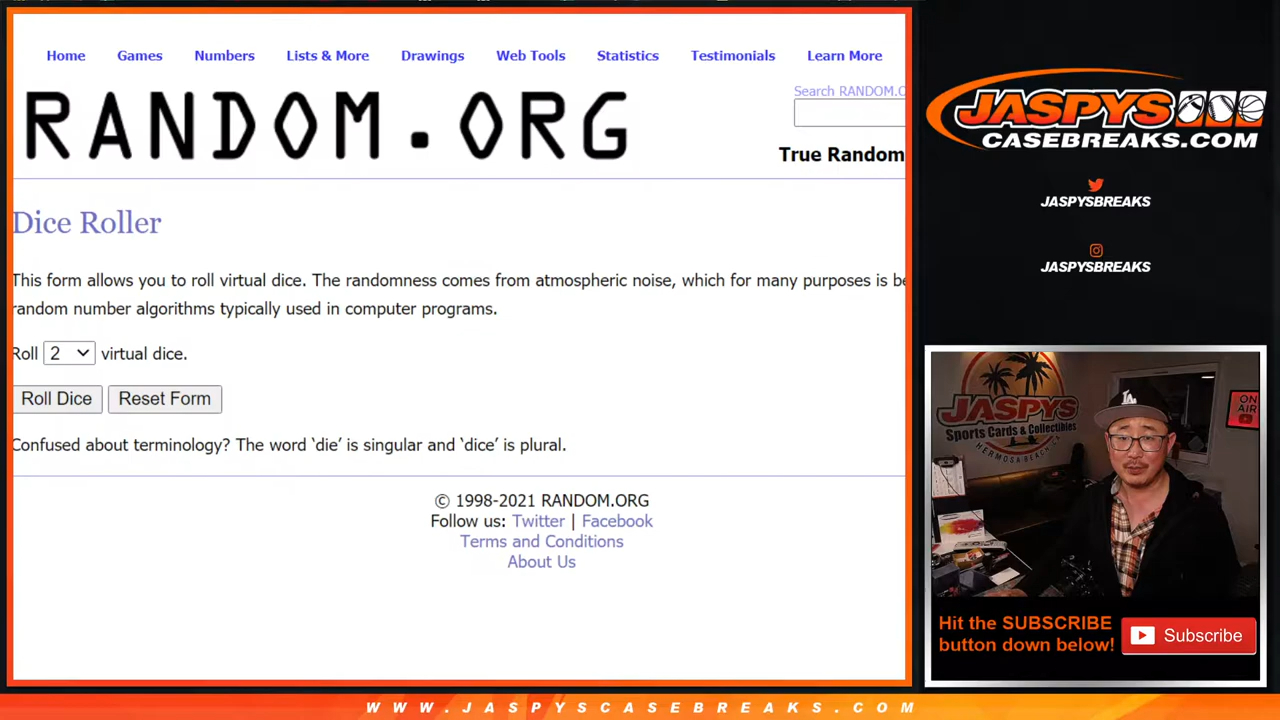 Home Games Numbers Lists & More Drawings Web Tools Statistics Testimonials Learn More
RANDOM.ORG
Search RANDOM.O
True Random
Dice Roller
This form allows you to roll virtual dice. The randomness comes from atmospheric noise, which for many purposes is be
random number algorithms typically used in computer programs.
Roll 2 virtual dice.
Roll Dice Reset Form
Confused about terminology? The word ‘die’ is singular and ‘dice’ is plural.
© 1998-2021 RANDOM.ORG
Follow us: Twitter | Facebook
Terms and Conditions
About Us
JASPYS
CASEBREAKS.COM
JASPYSBREAKS
JASPYSBREAKS
JASPYS
Sports Cards & Collectibles
HERMOSA BEACH, CA
LA
ON
AIR
Hit the SUBSCRIBE
button down below!
Subscribe
WWW.JASPYSCASEBREAKS.COM